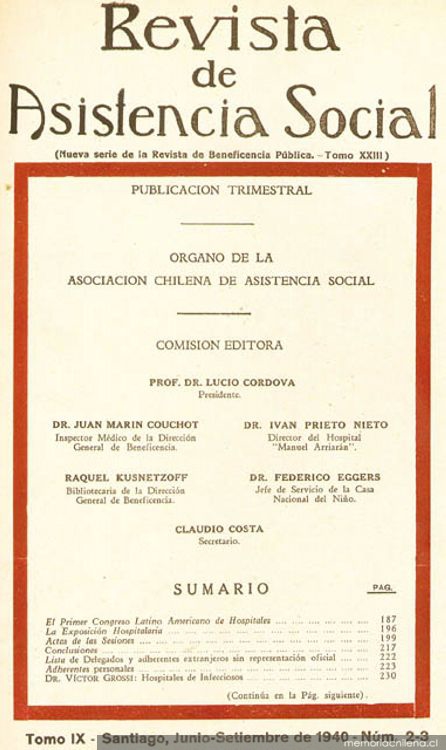 Revista
de
Asistencia Social
(Nueva serie de la Revista de Beneficencia Pública. - Tomo XXIII)
PUBLICACION TRIMESTRAL
ORGANO DE LA
ASOCIACION CHILENA DE ASISTENCIA SOCIAL
COMISION EDITORA
PROF. DR. LUCIO CORDOVA
Presidente.
DR. JUAN MARIN COUCHOT
Inspector Médico de la Dirección
General de Beneficencia.
DR. IVAN PRIETO NIETO
Director del Hospital
"Manuel Arriarán".
RAQUEL KUSNETZOFF
Bibliotecaria de la Dirección
General de Beneficencia.
DR. FEDERICO EGGERS
Jefe de Servicio de la Casa
Nacional del Niño.
CLAUDIO COSTA
Secretario.
SUMARIO PAG.
El Primer Congreso Latino Americano de Hospitales 187
La Exposición Hospitalaria 196
Actas de las Sesiones 199
Conclusiones 217
Lista de Delegados y adherentes extranjeros sin representación oficial 222
Adherentes personales 223
DR. VÍCTOR GROSSI: Hospitales de Infecciosos 230
(Continúa en la Pág. siguiente).
Tomo IX - Santiago, Junio-Setiembre de 1940 - Núm. 2-3
memoriachilena.cl